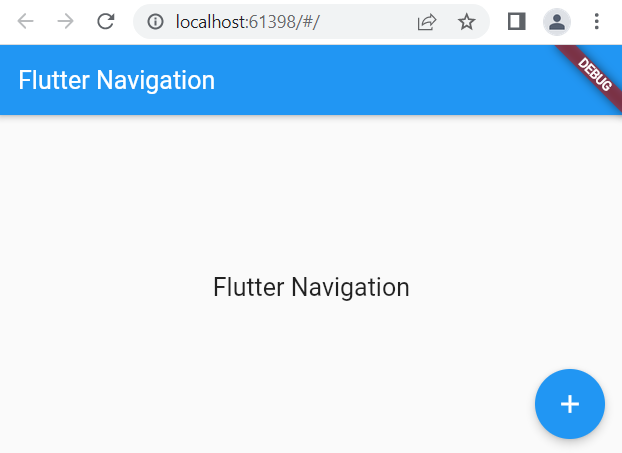 localhost:61398/#/
Flutter Navigation
DEBUG
Flutter Navigation